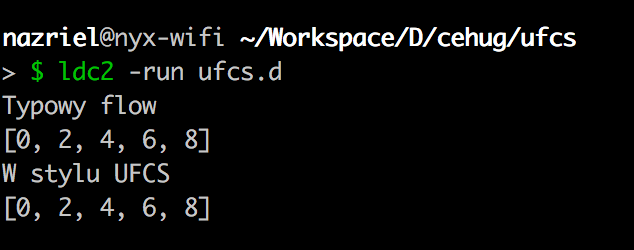 nazriel@nyx-wifi ~/Workspace/D/cehug/ufcs
> $ ldc2 -run ufcs.d
Typowy flow
[0, 2, 4, 6, 8]
W stylu UFCS
[0, 2, 4, 6, 8]